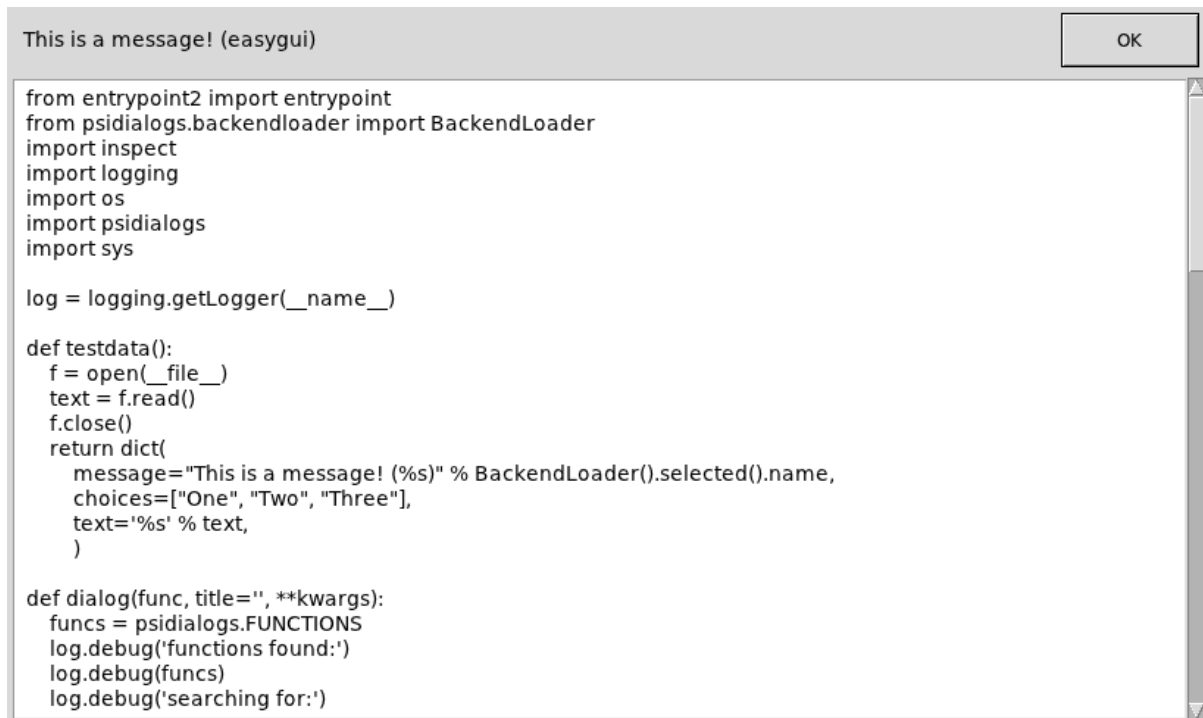 This is a message! (easygui)
OK
from entrypoint2 import entrypoint
from psidialogs.backendloader import BackendLoader
import inspect
import logging
import os
import psidialogs
import sys

log = logging.getLogger(__name__)

def testdata():
    f = open(__file__)
    text = f.read()
    f.close()
    return dict(
        message="This is a message! (%s)" % BackendLoader().selected().name,
        choices=["One", "Two", "Three"],
        text='%s' % text,
        )

def dialog(func, title='', **kwargs):
    funcs = psidialogs.FUNCTIONS
    log.debug('functions found:')
    log.debug(funcs)
    log.debug('searching for:')